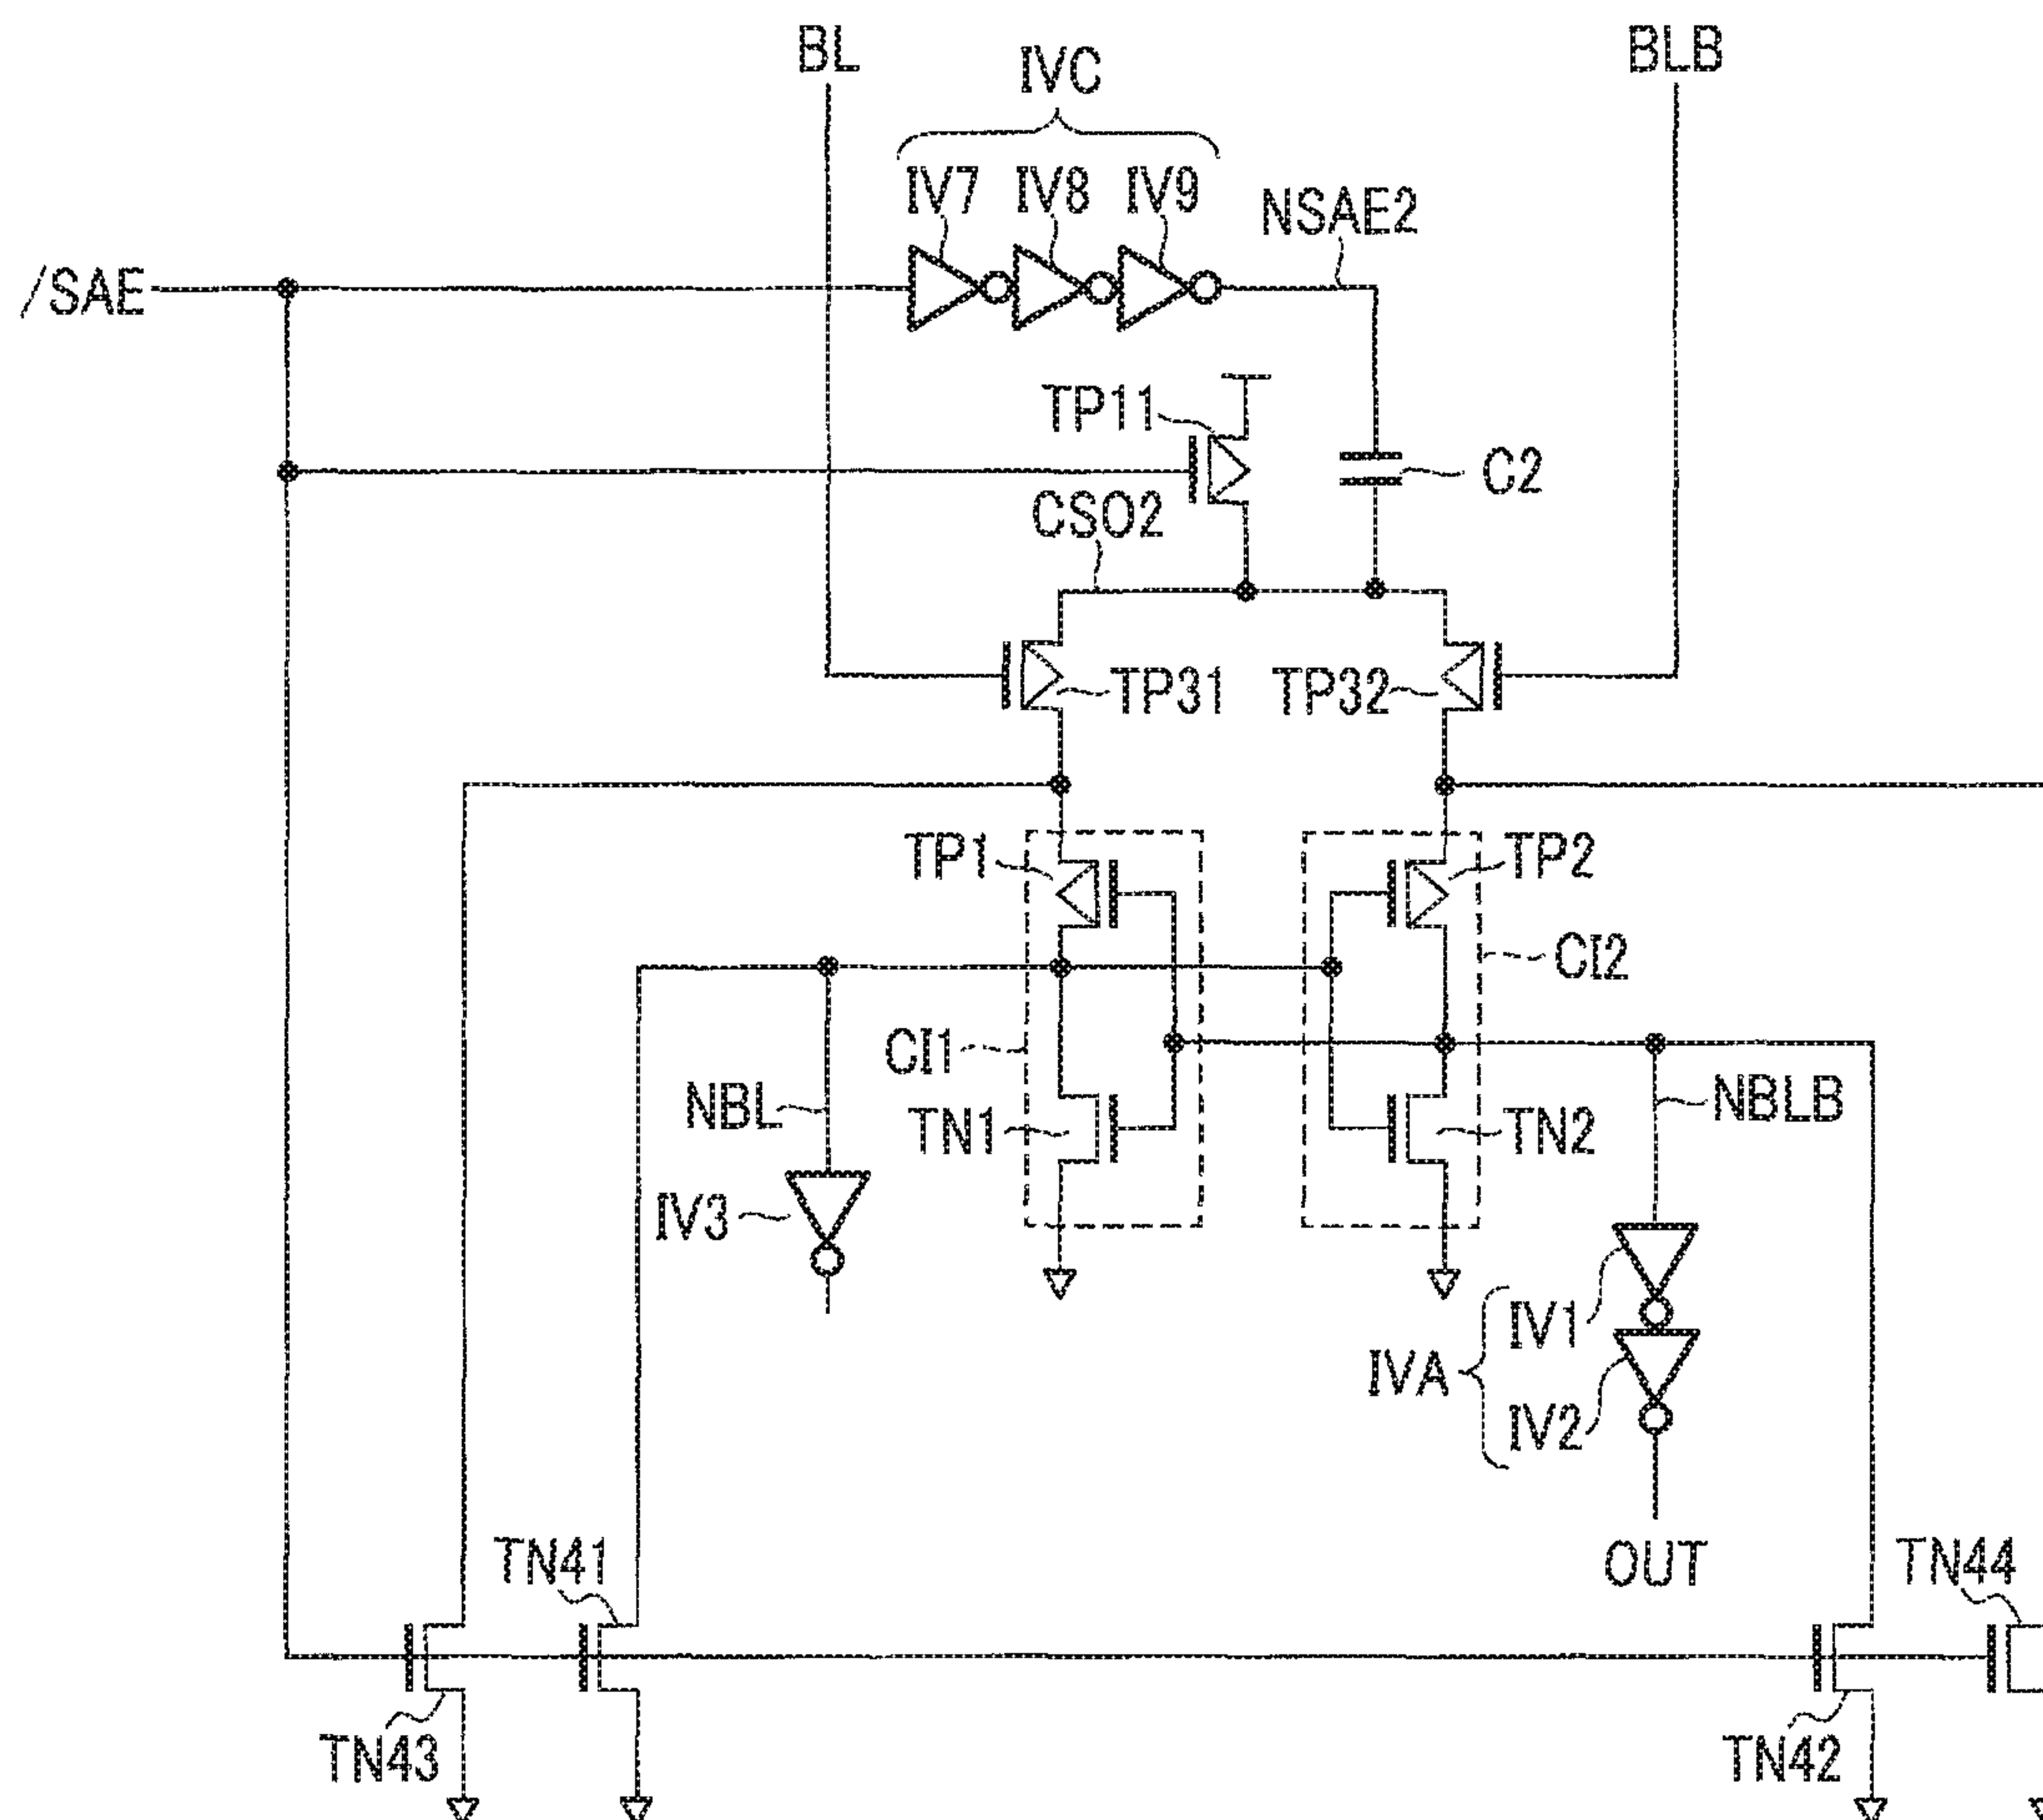 BL
IVC
BLB
IV7 IV8 IV9
NSAE2
/SAE
TP11
C2
CSO2
TP31
TP32
TP1
TP2
CI2
CI1
NBL
TN1
TN2
NBLB
IV3
IV1
IVA
IV2
OUT
TN41
TN44
TN43
TN42